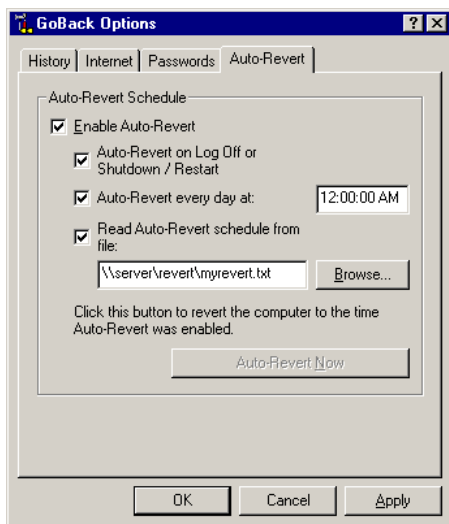 GoBack Options
History Internet Passwords Auto-Revert
Auto-Revert Schedule
Enable Auto-Revert
Auto-Revert on Log Off or
Shutdown / Restart
Auto-Revert every day at: 12:00:00 AM
Read Auto-Revert schedule from
file:
\\server\revert\myrevert.txt Browse...
Click this button to revert the computer to the time
Auto-Revert was enabled.
Auto-Revert Now
OK Cancel Apply